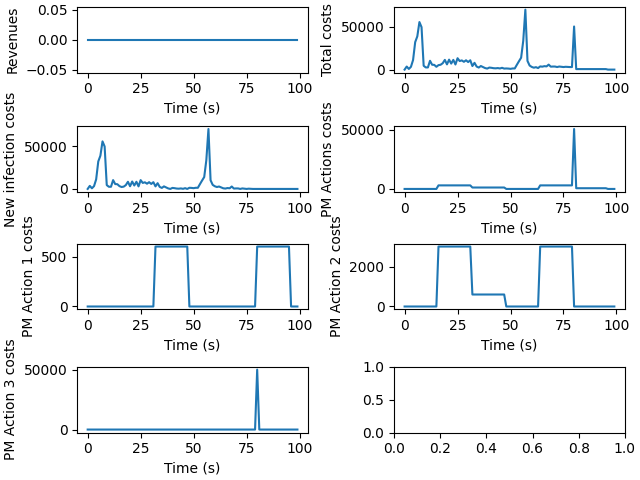 Revenues
0.05
0.00
−0.05
0 25 50 75 100
Time (s)
Total costs
50000
0
0 25 50 75 100
Time (s)
New infection costs
50000
0
0 25 50 75 100
Time (s)
PM Actions costs
50000
0
0 25 50 75 100
Time (s)
PM Action 1 costs
500
0
0 25 50 75 100
Time (s)
PM Action 2 costs
2000
0
0 25 50 75 100
Time (s)
PM Action 3 costs
50000
0
0 25 50 75 100
Time (s)
1.0
0.5
0.0
0.0 0.2 0.4 0.6 0.8 1.0